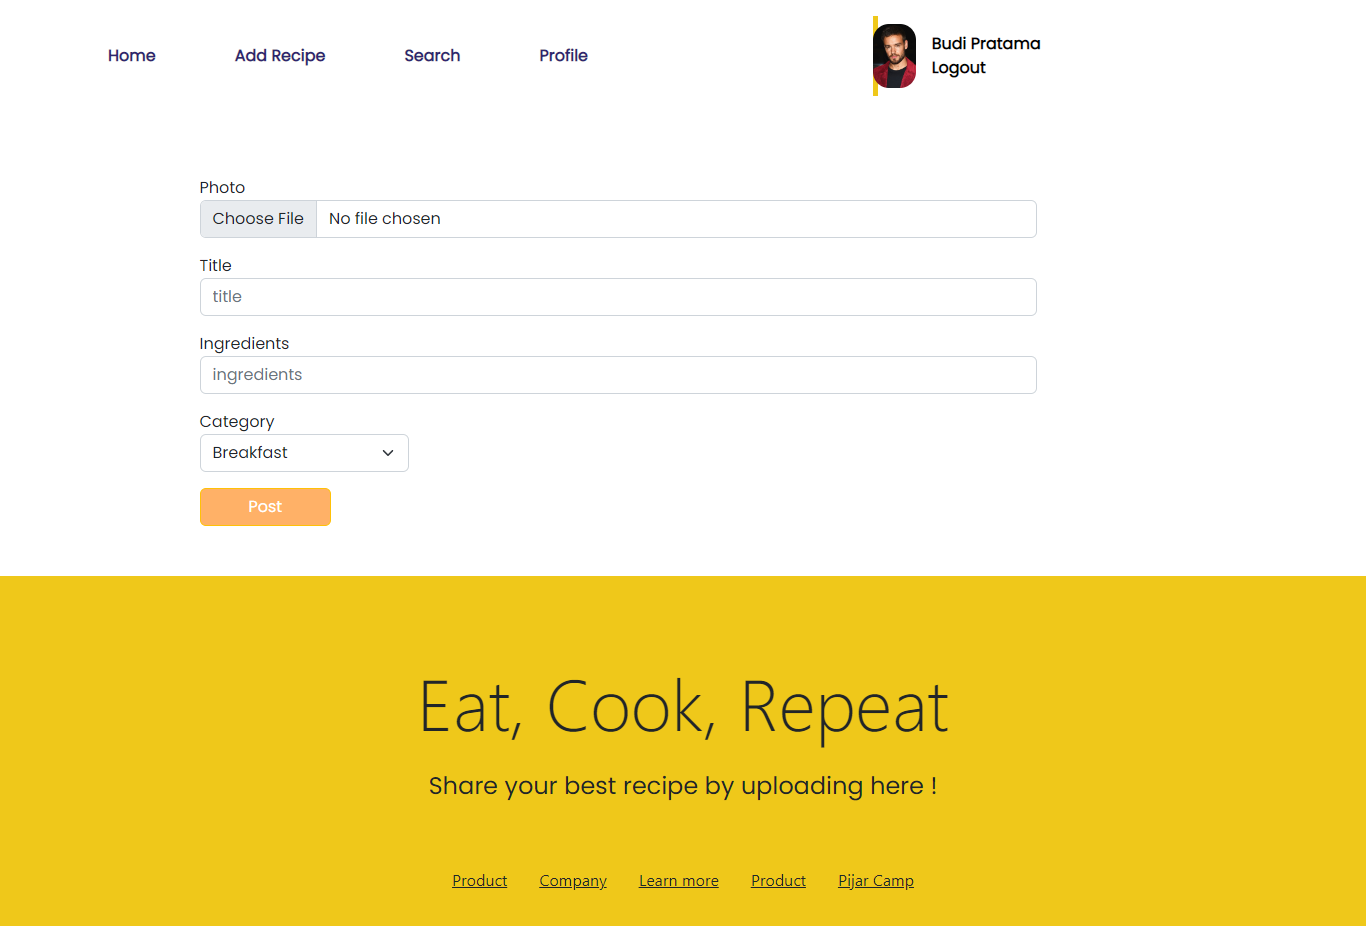 Home Add Recipe Search Profile
Budi Pratama
Logout
Photo
Choose File No file chosen
Title
title
Ingredients
ingredients
Category
Breakfast
Post
Eat, Cook, Repeat
Share your best recipe by uploading here !
Product Company Learn more Product Pijar Camp